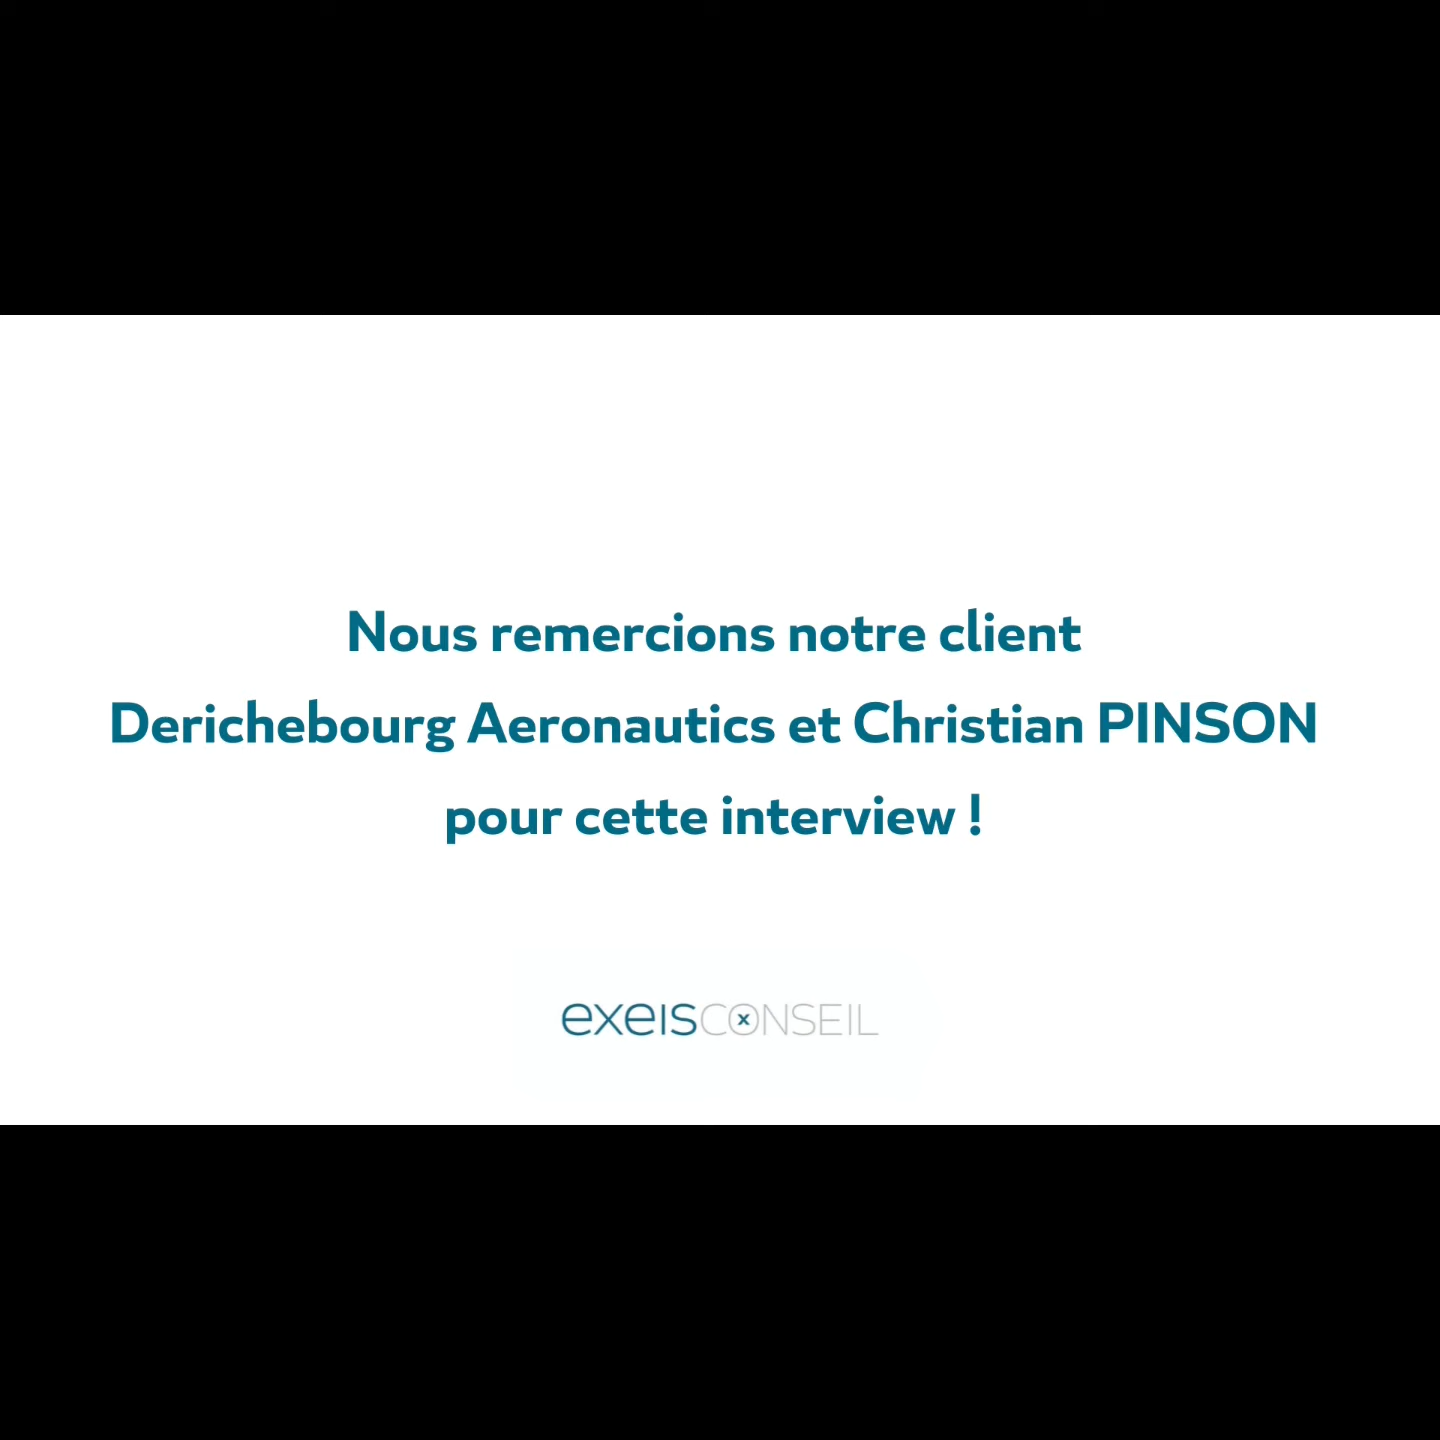 Nous remercions notre client
Derichebourg Aeronautics et Christian PINSON
pour cette interview !
exeisCONSEIL